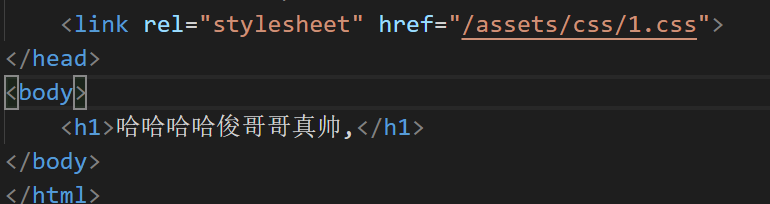 <link rel="stylesheet" href="/assets/css/1.css">
</head>
<body>
<h1>哈哈哈哈俊哥哥真帅,</h1>
</body>
</html>